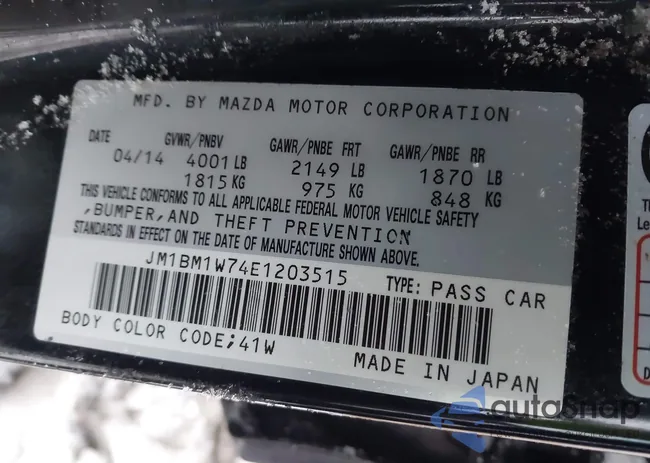 MFD. BY MAZDA MOTOR CORPORATION
DATE GVWR/PNBV GAWR/PNBE FRT GAWR/PNBE RR
04/14 4001 LB 2149 LB 1870 LB
1815 KG 975 KG 848 KG
THIS VEHICLE CONFORMS TO ALL APPLICABLE FEDERAL MOTOR VEHICLE SAFETY
,BUMPER,AND THEFT PREVENTION
STANDARDS IN EFFECT ON THE DATE OF MANUFACTURE SHOWN ABOVE.
JM1BM1W74E1203515 TYPE: PASS CAR
BODY COLOR CODE;41W
MADE IN JAPAN
autoSnap